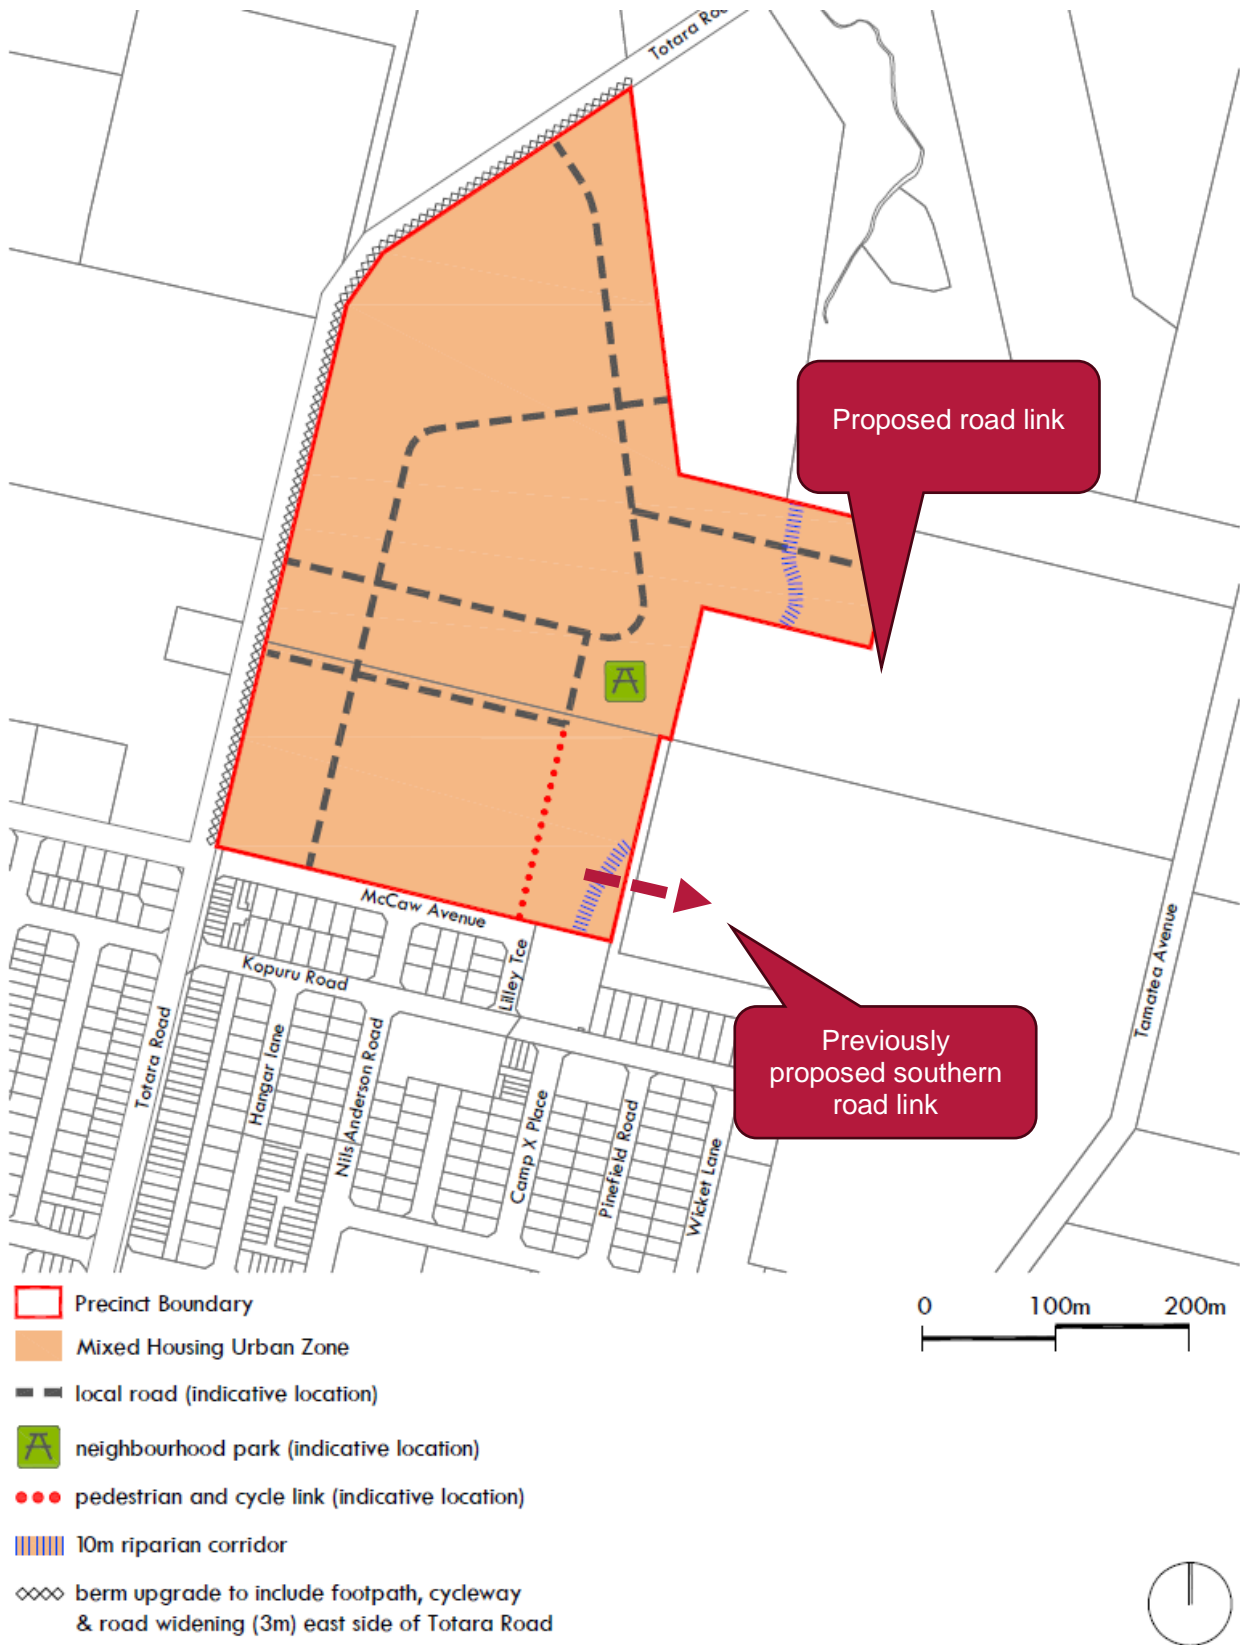 Totara Roa
Proposed road link
McCaw Avenue
Kopuru Road
Lilley Tce
Totara Road
Hangar lane
Nils Anderson Road
Camp X Place
Pinefield Road
Wicket Lane
Tamatea Avenue
Previously
proposed southern
road link
Precinct Boundary
Mixed Housing Urban Zone
local road (indicative location)
neighbourhood park (indicative location)
pedestrian and cycle link (indicative location)
10m riparian corridor
berm upgrade to include footpath, cycleway
& road widening (3m) east side of Totara Road
0 100m 200m